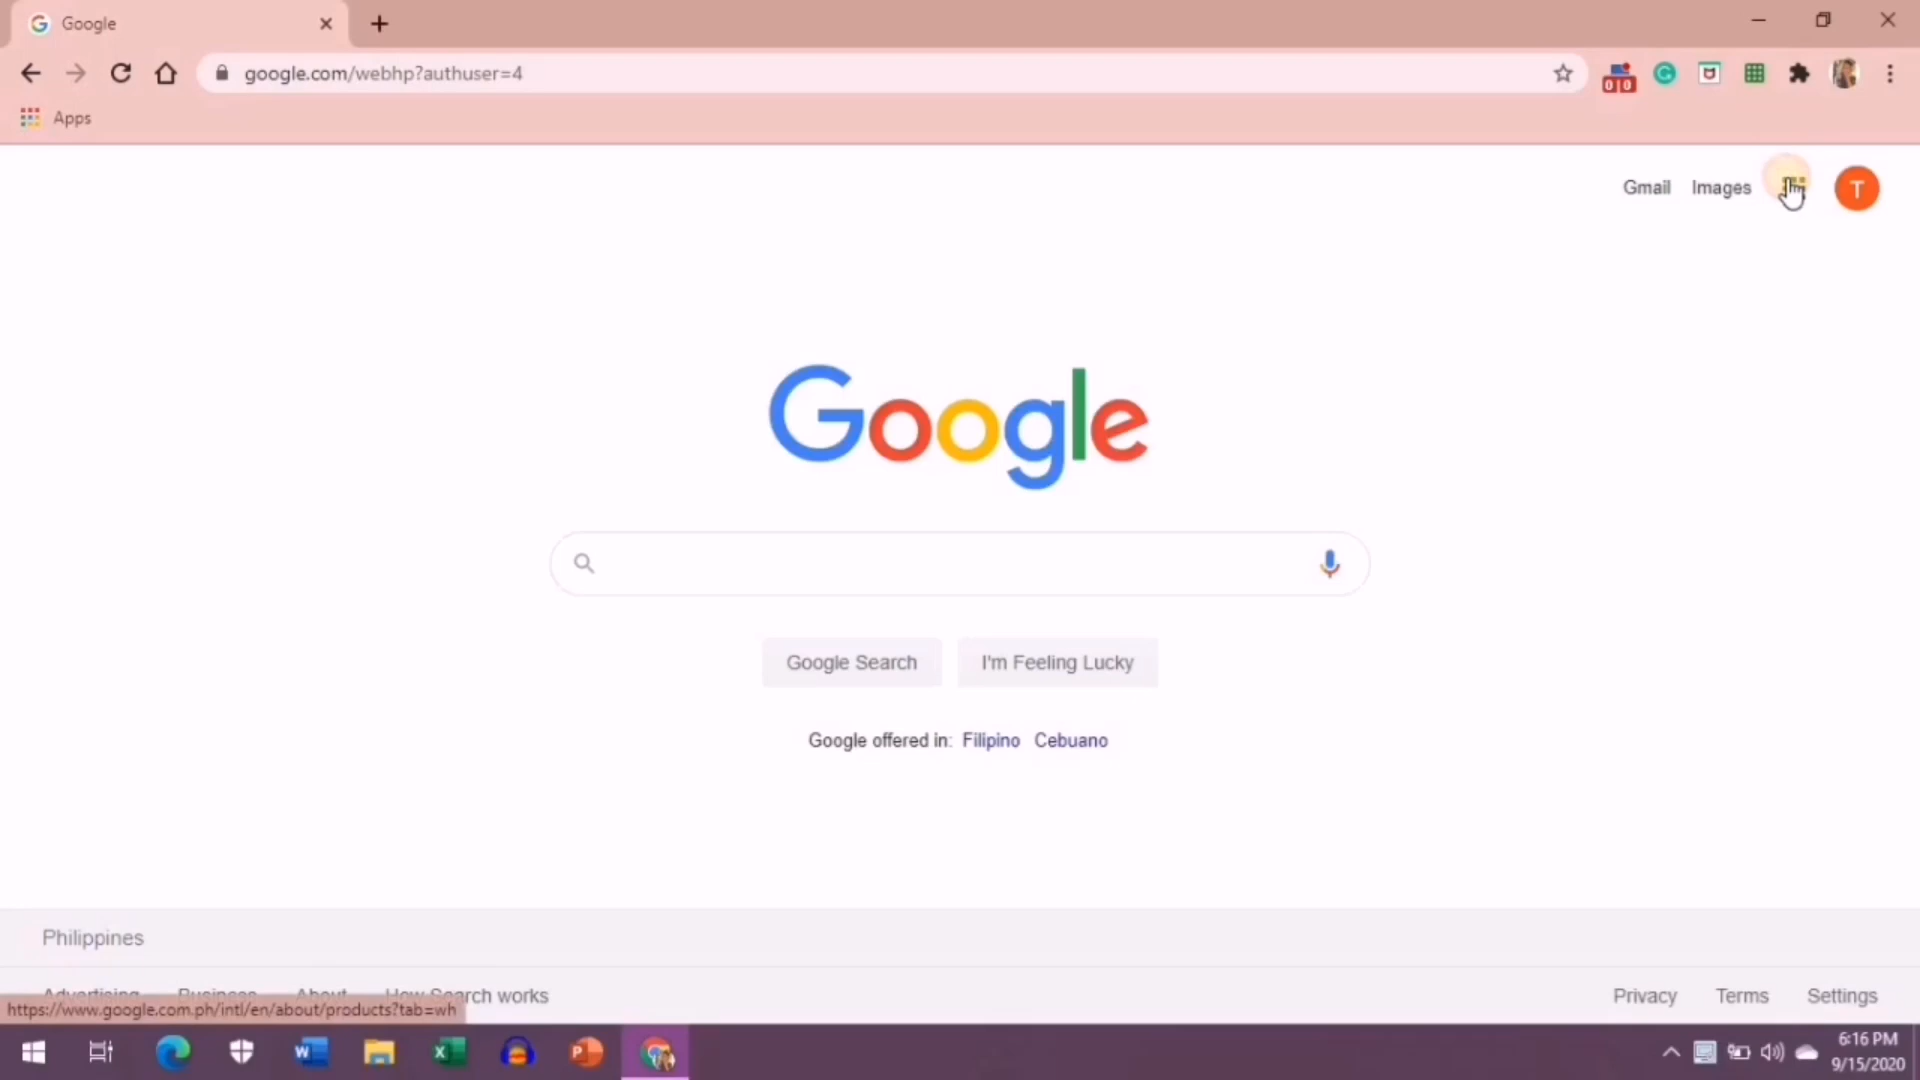 Google
google.com/webhp?authuser=4
Apps
Gmail Images
T
Google
Google Search I'm Feeling Lucky
Google offered in: Filipino Cebuano
Philippines
Advertising Business About How Search works
Privacy Terms Settings
https://www.google.com.ph/intl/en/about/products?tab=wh
6:16 PM
9/15/2020